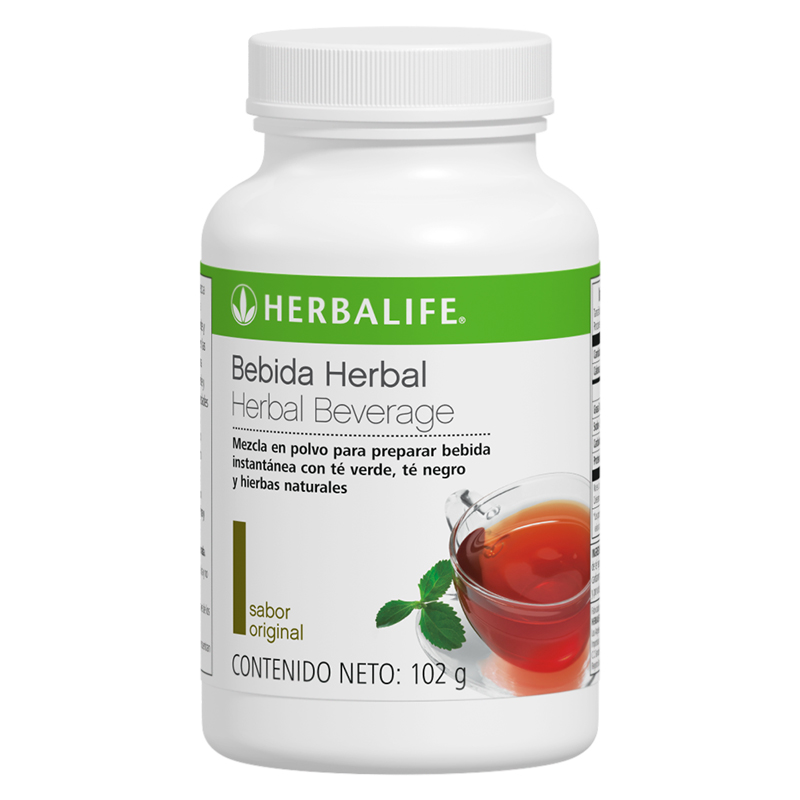 HERBALIFE®
Bebida Herbal
Herbal Beverage
Mezcla en polvo para preparar bebida
instantánea con té verde, té negro
y hierbas naturales
sabor
original
CONTENIDO NETO: 102 g